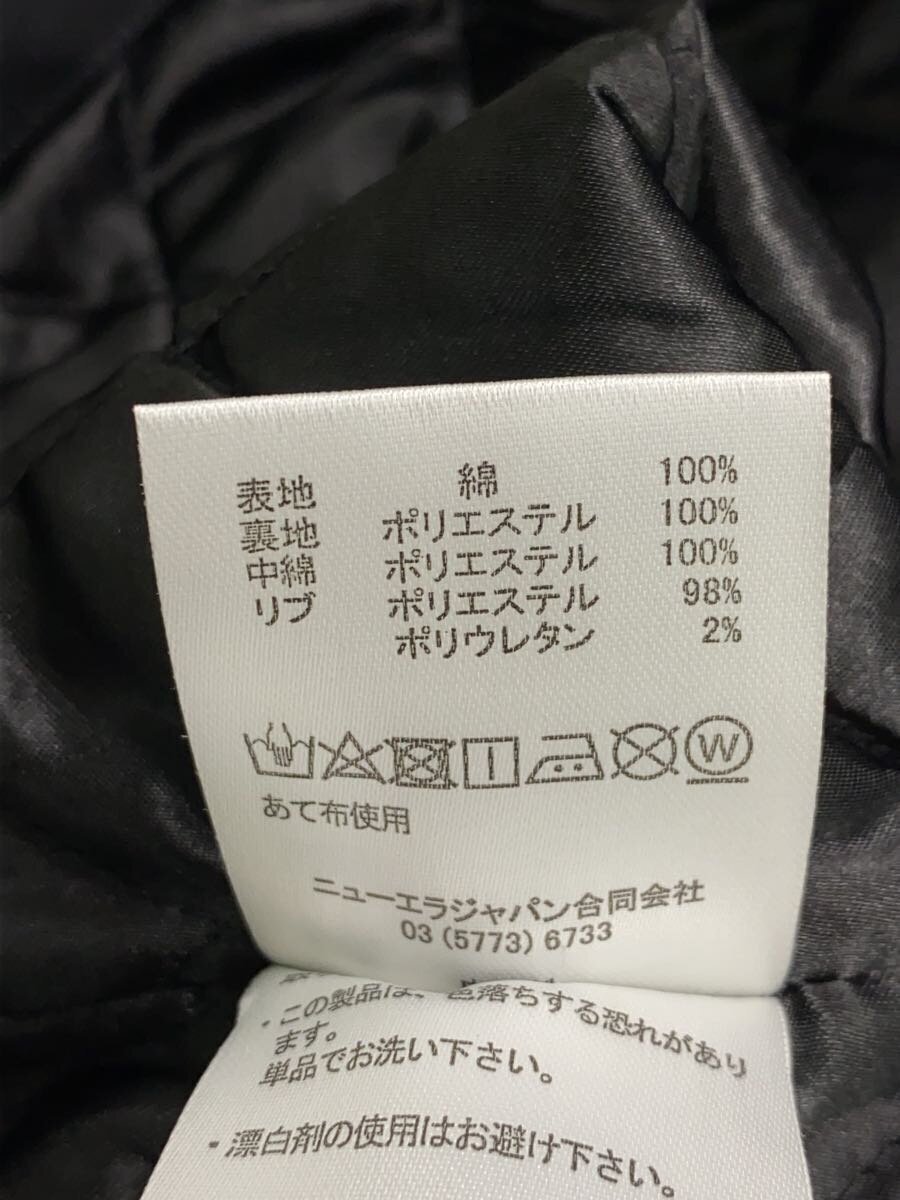 表地 綿 100%
裏地 ポリエステル 100%
中綿 ポリエステル 100%
リブ ポリエステル 98%
ポリウレタン 2%
W
あて布使用
ニューエラジャパン合同会社
03 (5773) 6733
・この製品は、色落ちする恐れがあり
ます。
単品でお洗い下さい。
・漂白剤の使用はお避け下さい。